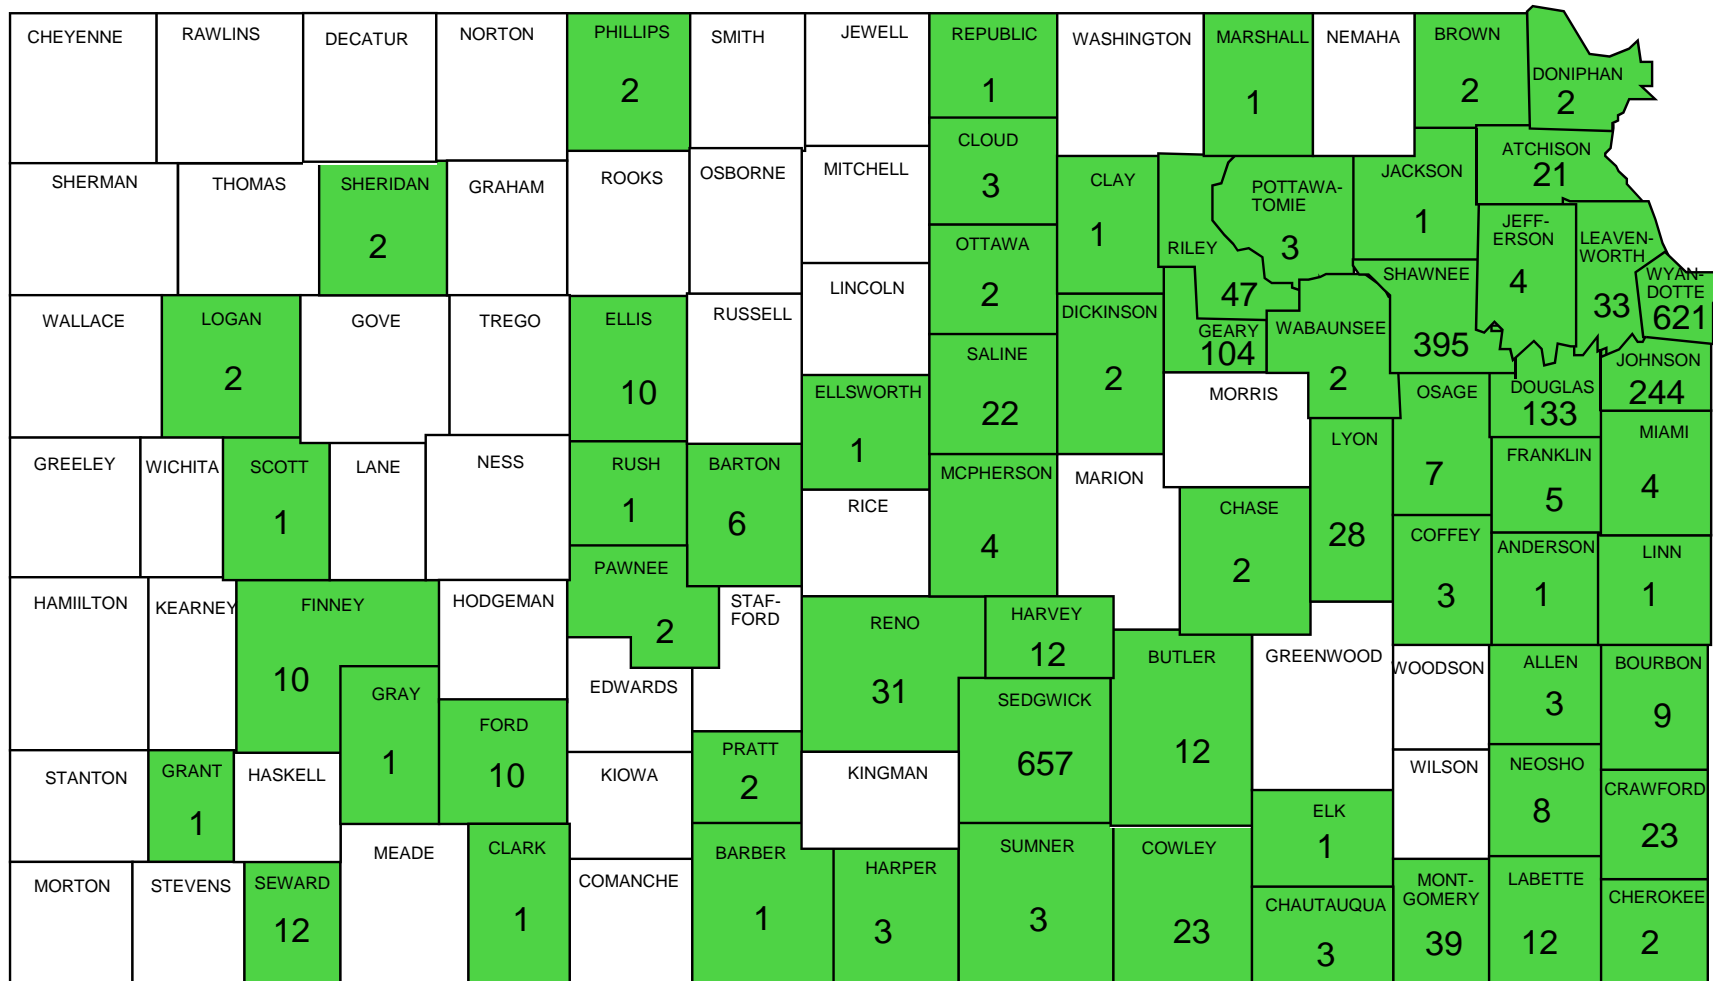 CHEYENNE
RAWLINS
DECATUR
NORTON
PHILLIPS
2
SMITH
JEWELL
REPUBLIC
1
WASHINGTON
MARSHALL
1
NEMAHA
BROWN
2
DONIPHAN
2
SHERMAN
THOMAS
SHERIDAN
2
GRAHAM
ROOKS
OSBORNE
MITCHELL
CLOUD
3
CLAY
1
RILEY
47
POTTAWA-
TOMIE
3
JACKSON
1
ATCHISON
21
JEFF-
ERSON
4
LEAVEN-
WORTH
33
WYAN-
DOTTE
621
OTTAWA
2
LINCOLN
WALLACE
LOGAN
2
GOVE
TREGO
ELLIS
10
RUSSELL
DICKINSON
2
GEARY
104
WABAUNSEE
2
SHAWNEE
395
SALINE
22
ELLSWORTH
1
MORRIS
OSAGE
7
DOUGLAS
133
JOHNSON
244
GREELEY
WICHITA
SCOTT
1
LANE
NESS
RUSH
1
BARTON
6
RICE
MCPHERSON
4
MARION
CHASE
2
LYON
28
FRANKLIN
5
MIAMI
4
COFFEY
3
ANDERSON
1
LINN
1
HAMIILTON
KEARNEY
FINNEY
10
HODGEMAN
PAWNEE
2
STAF-
FORD
RENO
31
HARVEY
12
BUTLER
12
GREENWOOD
WOODSON
ALLEN
3
BOURBON
9
GRAY
1
FORD
10
EDWARDS
SEDGWICK
657
STANTON
GRANT
1
HASKELL
KIOWA
PRATT
2
KINGMAN
ELK
1
WILSON
NEOSHO
8
CRAWFORD
23
MORTON
STEVENS
SEWARD
12
MEADE
CLARK
1
COMANCHE
BARBER
1
HARPER
3
SUMNER
3
COWLEY
23
CHAUTAUQUA
3
MONT-
GOMERY
39
LABETTE
12
CHEROKEE
2